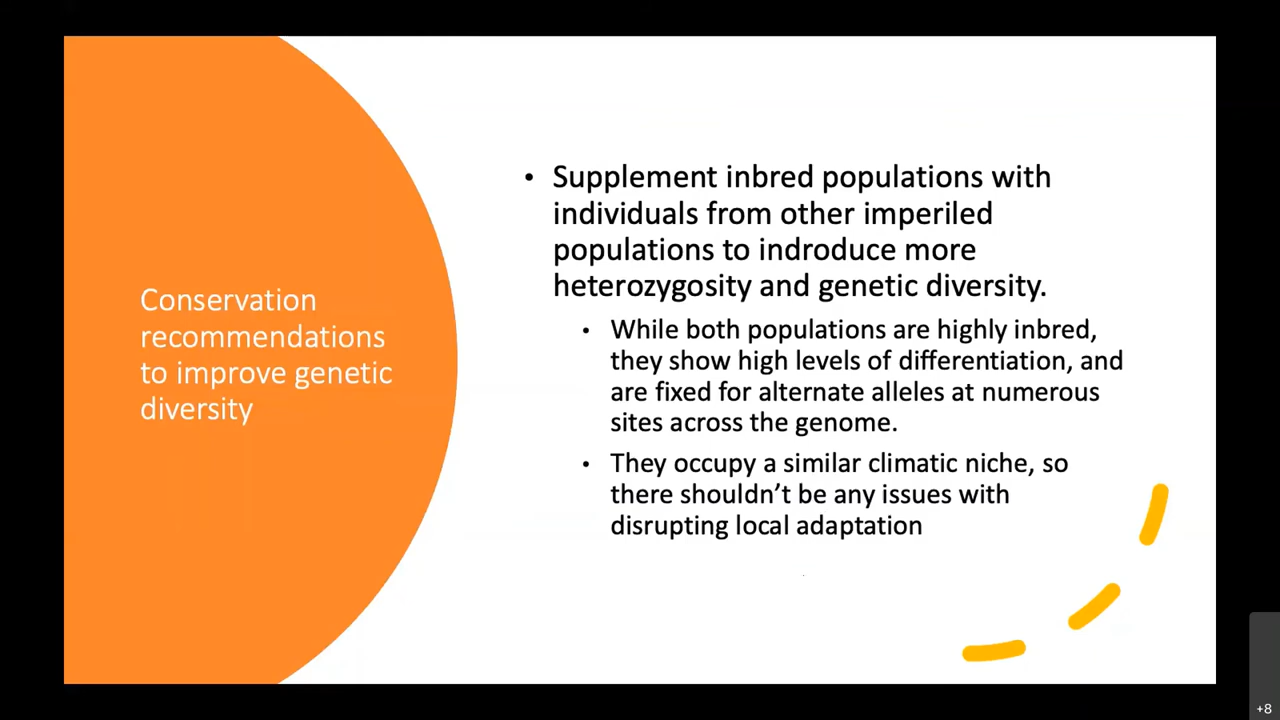 Conservation
recommendations
to improve genetic
diversity
• Supplement inbred populations with
individuals from other imperiled
populations to indroduce more
heterozygosity and genetic diversity.
• While both populations are highly inbred,
they show high levels of differentiation, and
are fixed for alternate alleles at numerous
sites across the genome.
• They occupy a similar climatic niche, so
there shouldn’t be any issues with
disrupting local adaptation
+8